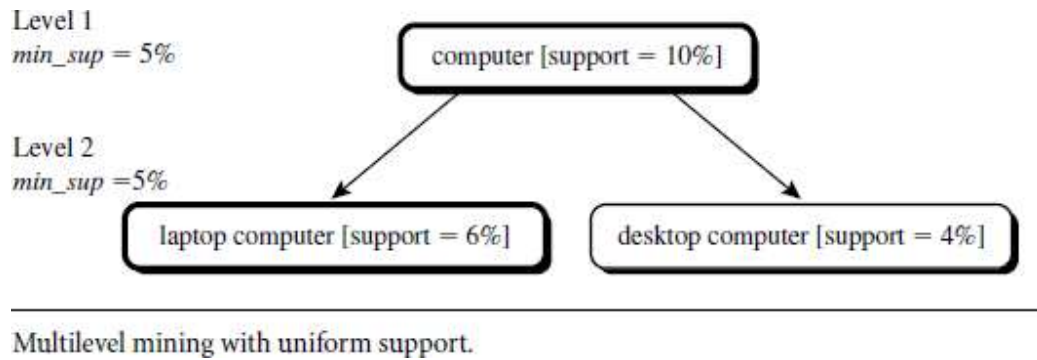 Level 1
min_sup = 5%
computer [support = 10%]
Level 2
min_sup =5%
laptop computer [support = 6%]
desktop computer [support = 4%]
Multilevel mining with uniform support.